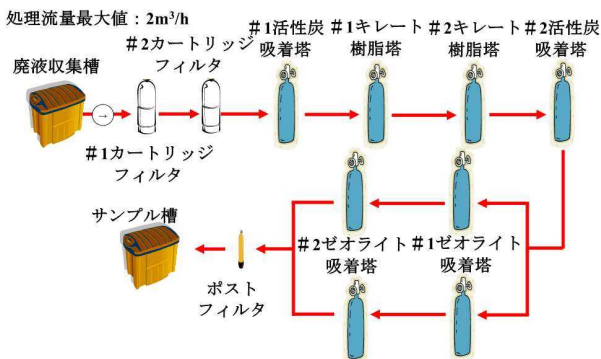 処理流量最大値：2m³/h
廃液収集槽
#1カートリッジ
フィルタ
#2カートリッジ
フィルタ
#1活性炭
吸着塔
#1キレート
樹脂塔
#2キレート
樹脂塔
#2活性炭
吸着塔
#1ゼオライト
吸着塔
#2ゼオライト
吸着塔
ポスト
フィルタ
サンプル槽